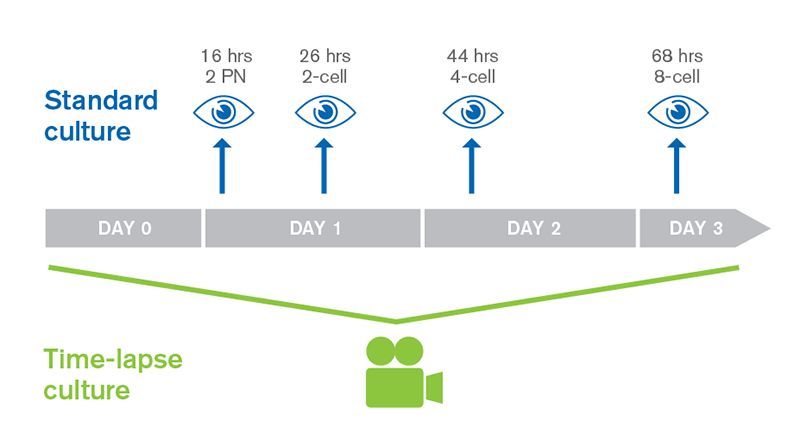 16 hrs
2 PN
26 hrs
2-cell
44 hrs
4-cell
68 hrs
8-cell
Standard
culture
DAY 0
DAY 1
DAY 2
DAY 3
Time-lapse
culture